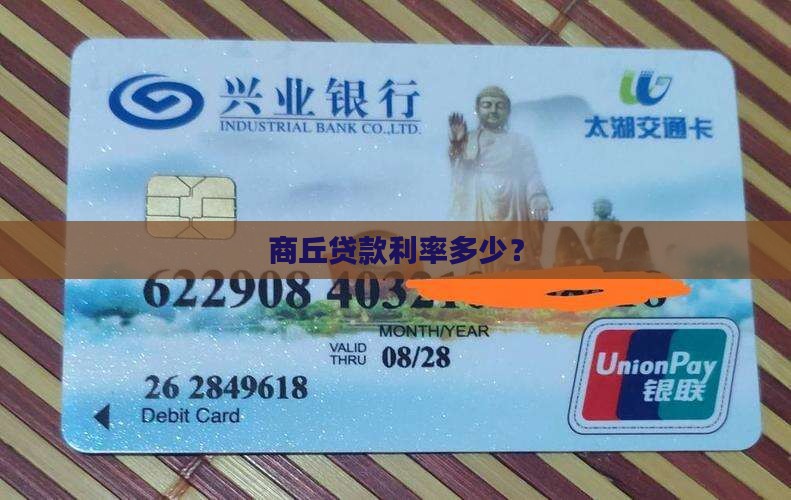 兴业银行
INDUSTRIAL BANK CO.,LTD.
太湖交通卡
商丘贷款利率多少？
622908
MONTH/YEAR
VALID THRU 08/28
26 2849618
Debit Card
UnionPay
银联